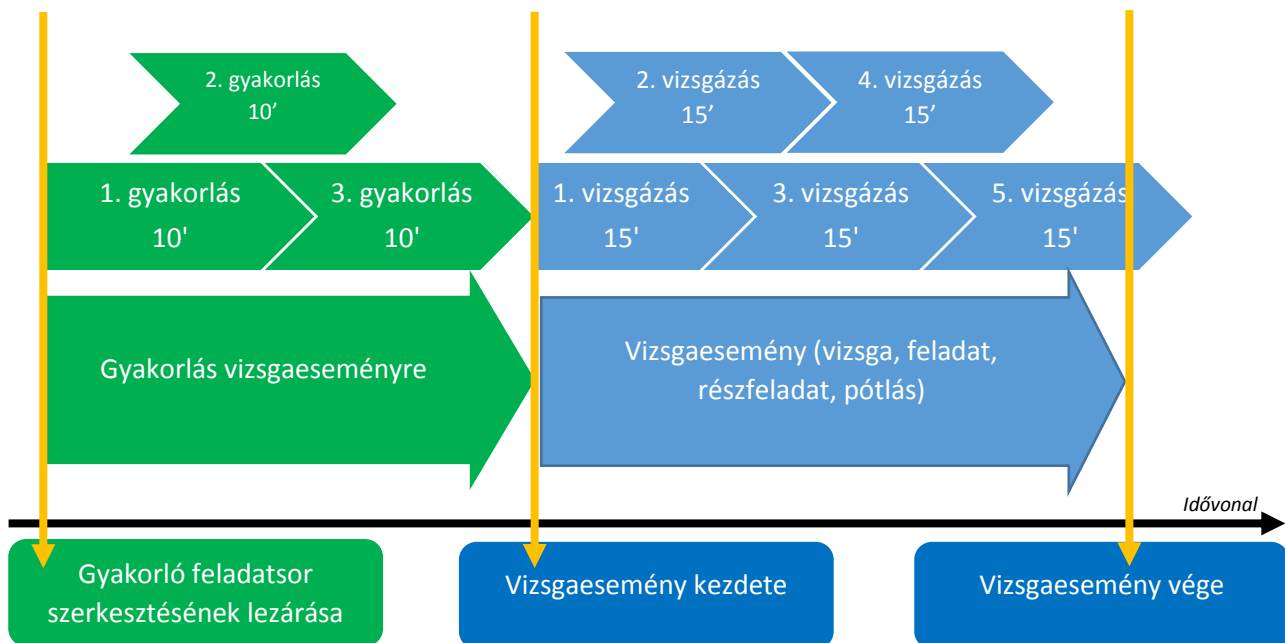 2. gyakorlás
10’
2. vizsgázás
15’
4. vizsgázás
15’
1. gyakorlás
10'
3. gyakorlás
10'
1. vizsgázás
15'
3. vizsgázás
15'
5. vizsgázás
15'
Gyakorlás vizsgaeseményre
Vizsgaesemény (vizsga, feladat,
részfeladat, pótlás)
Idővonal
Gyakorló feladatsor
szerkesztésének lezárása
Vizsgaesemény kezdete
Vizsgaesemény vége